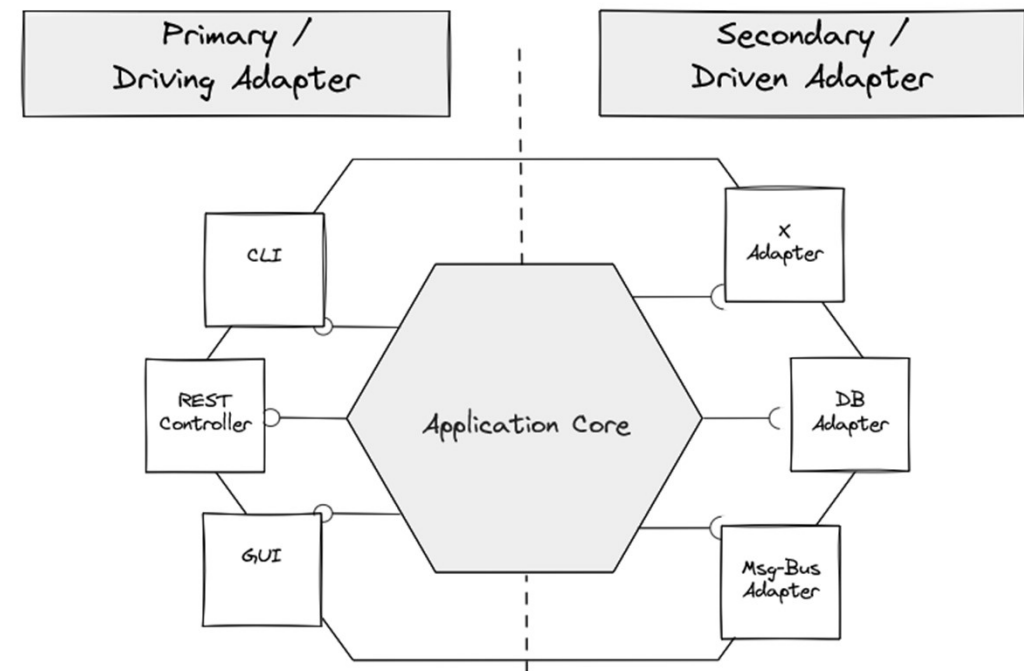 Primary /
Driving Adapter
Secondary /
Driven Adapter
CLI
X
Adapter
REST
Controller
Application Core
DB
Adapter
GUI
Msg-Bus
Adapter